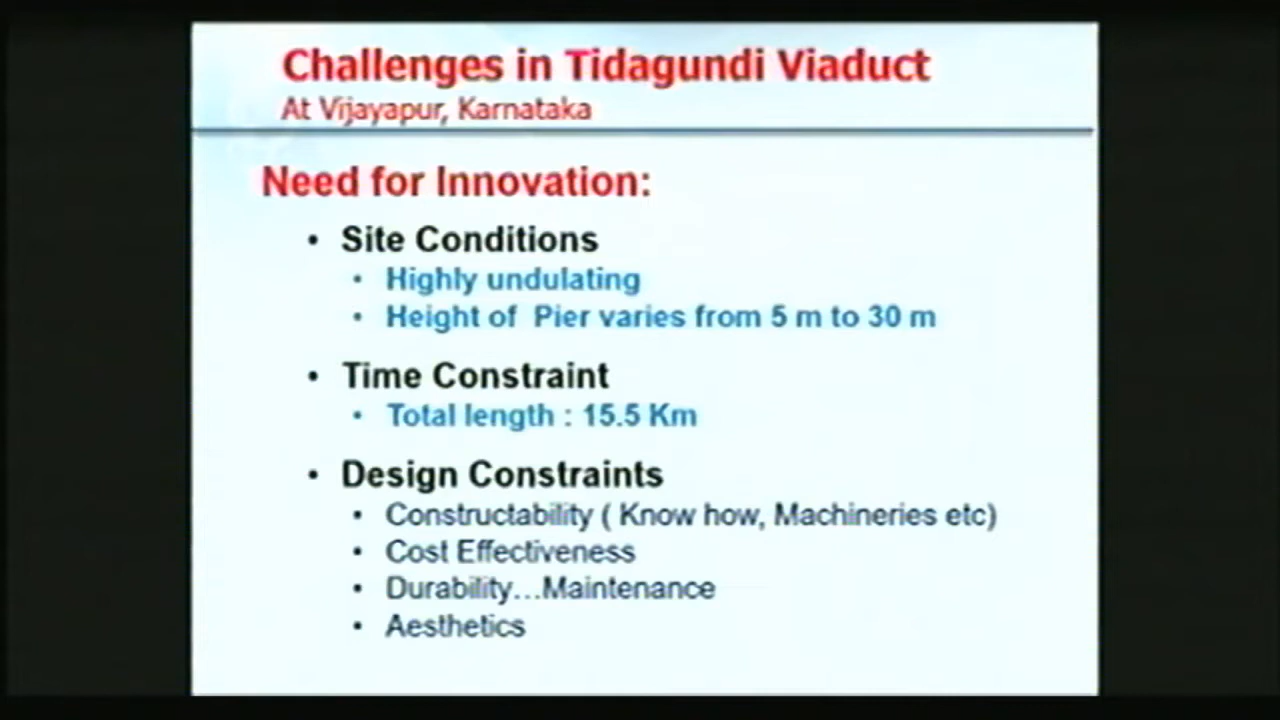 Challenges in Tidagundi Viaduct
At Vijayapur, Karnataka
Need for Innovation:
• Site Conditions
• Highly undulating
• Height of Pier varies from 5 m to 30 m
• Time Constraint
• Total length : 15.5 Km
• Design Constraints
• Constructability ( Know how, Machineries etc)
• Cost Effectiveness
• Durability...Maintenance
• Aesthetics